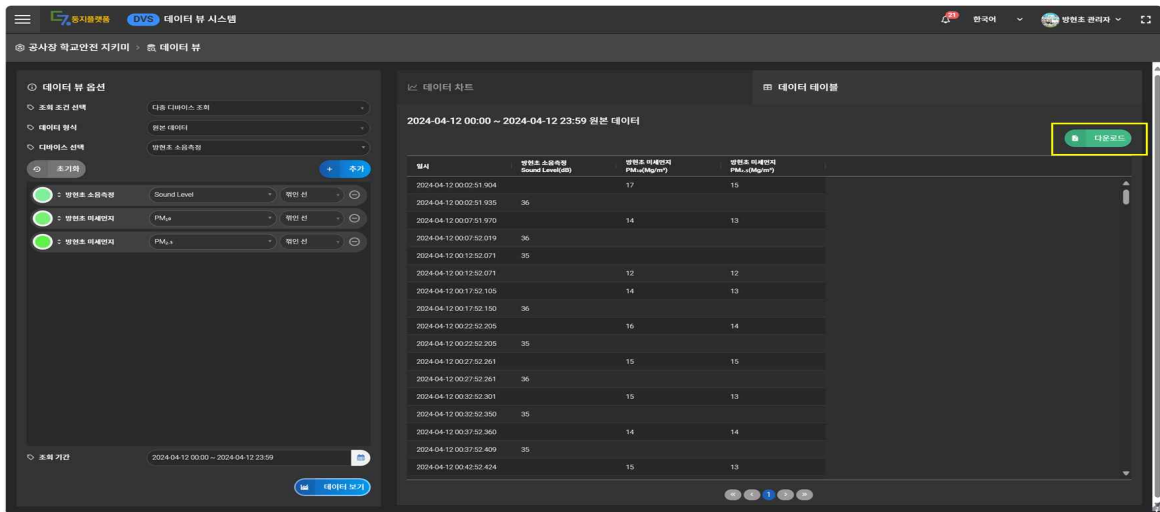 동지플랫폼 DVS 데이터 뷰 시스템 21 한국어 방현초 관리자
공사장 학교안전 지키미 > 데이터 뷰
데이터 뷰 옵션
조회 조건 선택 다중 디바이스 조회
데이터 형식 원본 데이터
디바이스 선택 방현초 소음측정
초기화 + 추가
방현초 소음측정 Sound Level 꺾인 선
방현초 미세먼지 PM₁₀ 꺾인 선
방현초 미세먼지 PM₂.₅ 꺾인 선
조회 기간 2024-04-12 00:00 ~ 2024-04-12 23:59
데이터 보기
데이터 차트 데이터 테이블
2024-04-12 00:00 ~ 2024-04-12 23:59 원본 데이터
다운로드
일시 방현초 소음측정 Sound Level(dB) 방현초 미세먼지 PM₁₀(Mg/m³) 방현초 미세먼지 PM₂.₅(Mg/m³)
2024-04-12 00:02:51.904 17 15
2024-04-12 00:02:51.935 36
2024-04-12 00:07:51.970 14 13
2024-04-12 00:07:52.019 36
2024-04-12 00:12:52.071 35
2024-04-12 00:12:52.071 12 12
2024-04-12 00:17:52.105 14 13
2024-04-12 00:17:52.150 36
2024-04-12 00:22:52.205 16 14
2024-04-12 00:22:52.205 35
2024-04-12 00:27:52.261 15 15
2024-04-12 00:27:52.261 36
2024-04-12 00:32:52.301 15 13
2024-04-12 00:32:52.350 35
2024-04-12 00:37:52.360 14 14
2024-04-12 00:37:52.409 35
2024-04-12 00:42:52.424 15 13
« < 1 > »